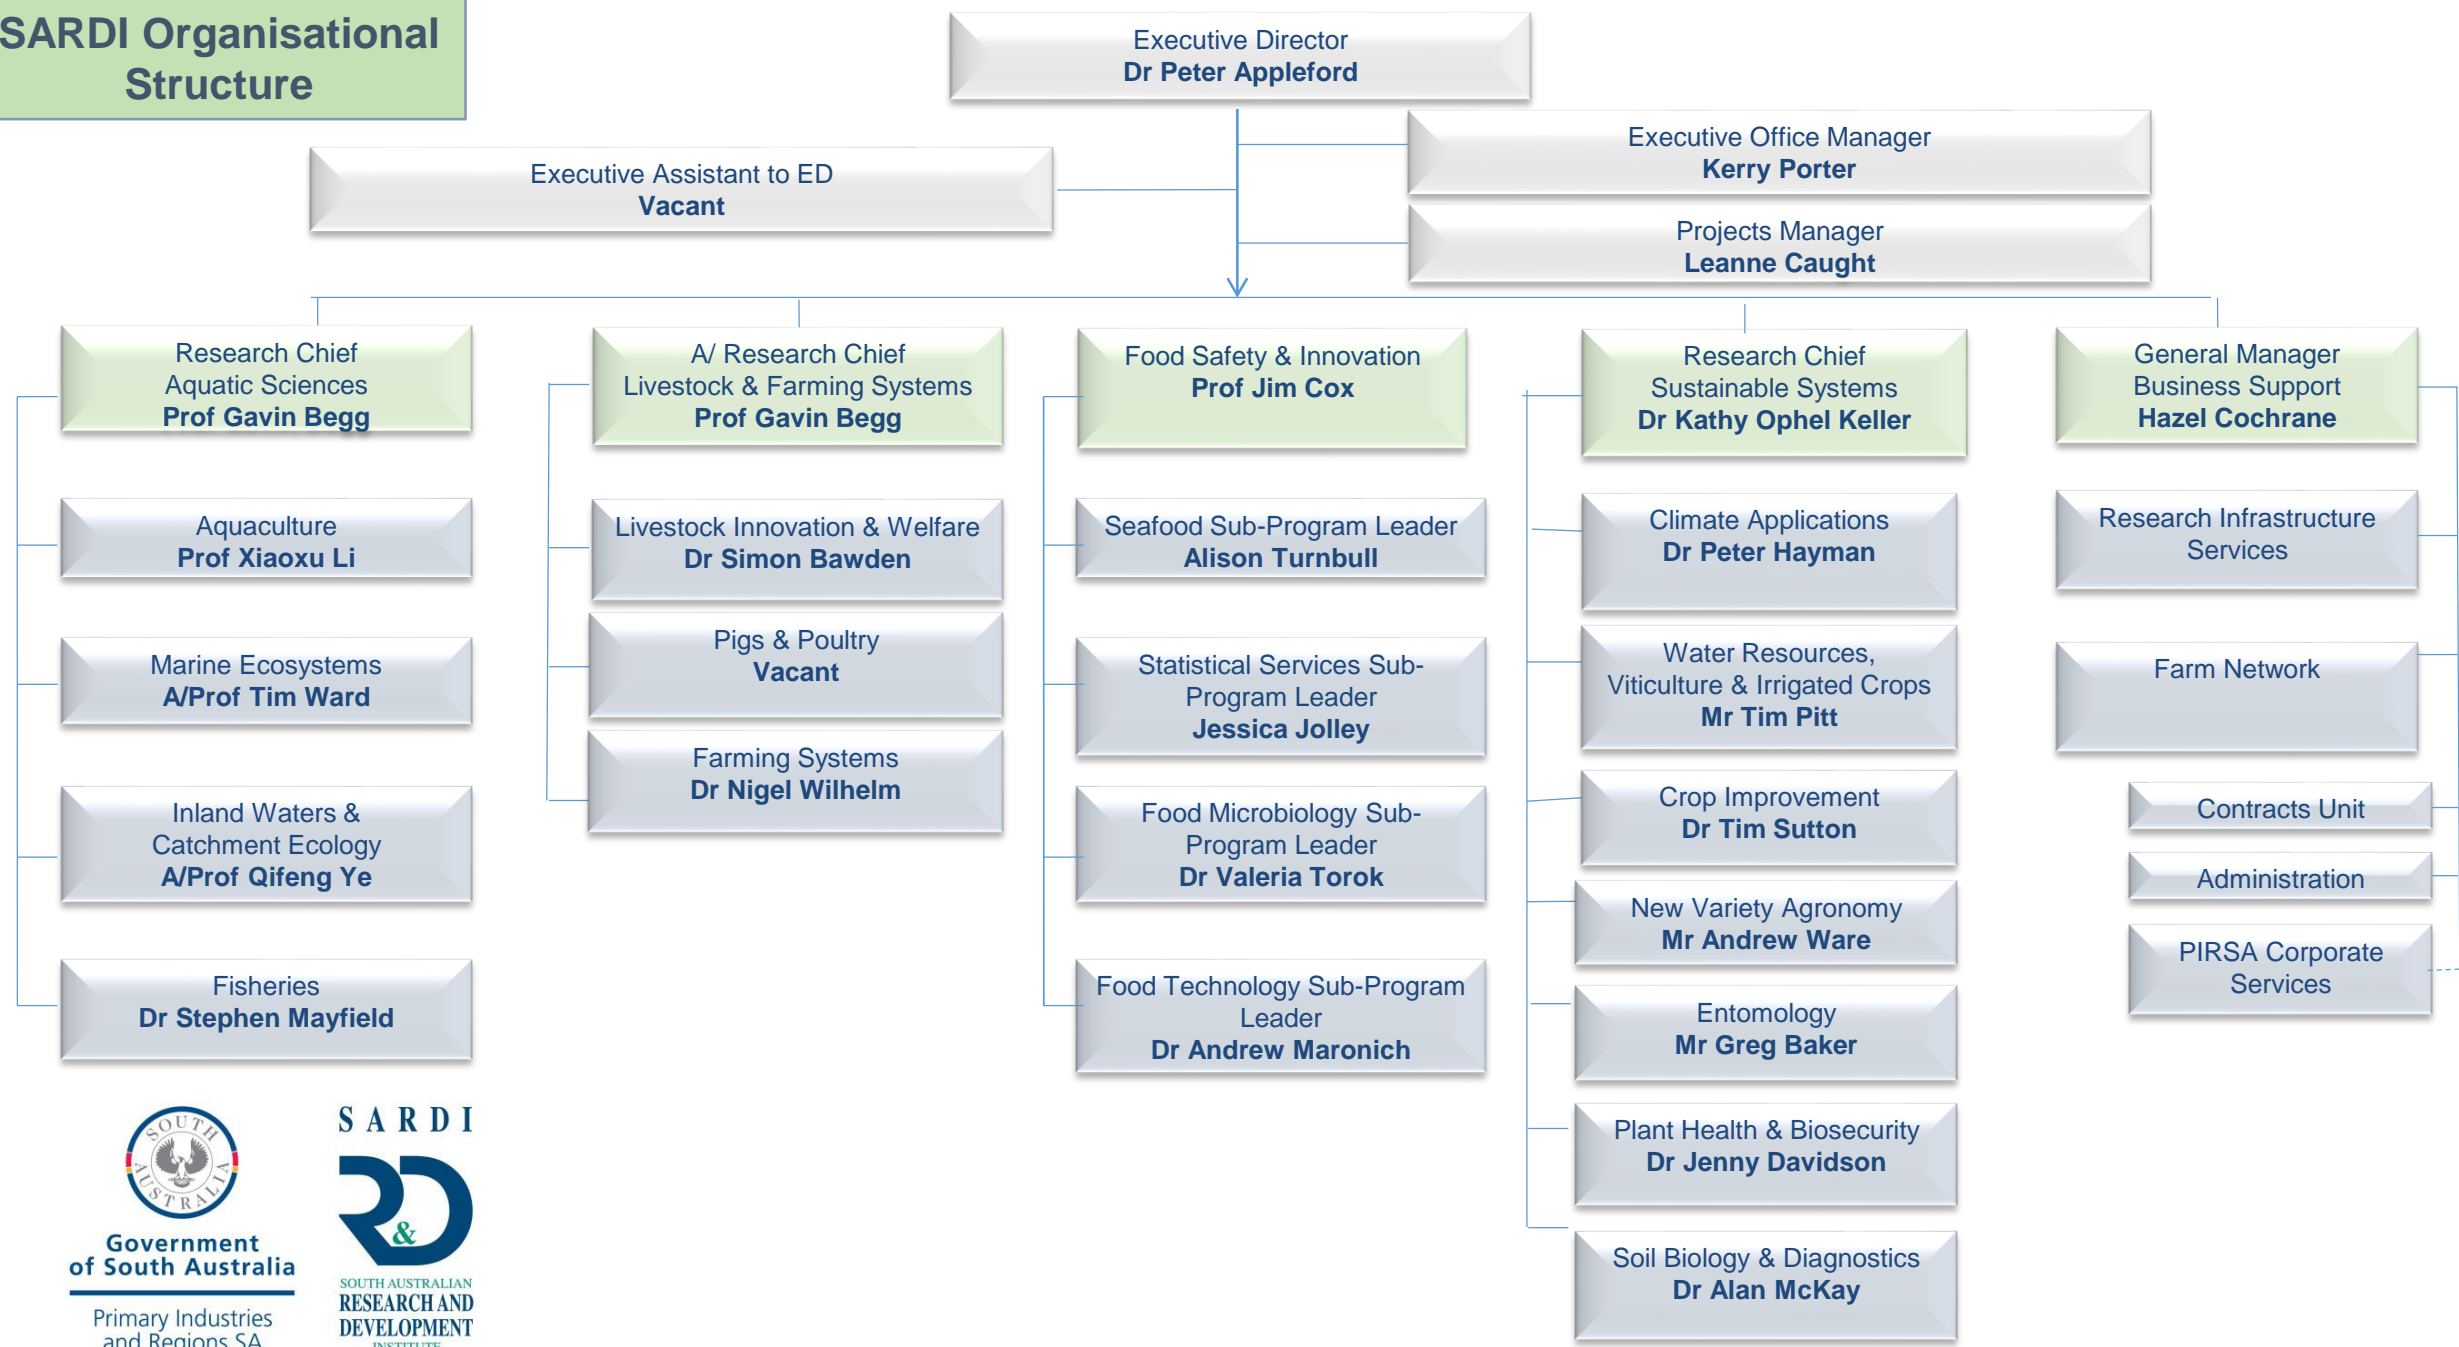 SARDI Organisational
Structure
Executive Director
Dr Peter Appleford
Executive Office Manager
Kerry Porter
Executive Assistant to ED
Vacant
Projects Manager
Leanne Caught
Research Chief
Aquatic Sciences
Prof Gavin Begg
Aquaculture
Prof Xiaoxu Li
Marine Ecosystems
A/Prof Tim Ward
Inland Waters &
Catchment Ecology
A/Prof Qifeng Ye
Fisheries
Dr Stephen Mayfield
A/ Research Chief
Livestock & Farming Systems
Prof Gavin Begg
Livestock Innovation & Welfare
Dr Simon Bawden
Pigs & Poultry
Vacant
Farming Systems
Dr Nigel Wilhelm
Food Safety & Innovation
Prof Jim Cox
Seafood Sub-Program Leader
Alison Turnbull
Statistical Services Sub-
Program Leader
Jessica Jolley
Food Microbiology Sub-
Program Leader
Dr Valeria Torok
Food Technology Sub-Program
Leader
Dr Andrew Maronich
Research Chief
Sustainable Systems
Dr Kathy Ophel Keller
Climate Applications
Dr Peter Hayman
Water Resources,
Viticulture & Irrigated Crops
Mr Tim Pitt
Crop Improvement
Dr Tim Sutton
New Variety Agronomy
Mr Andrew Ware
Entomology
Mr Greg Baker
Plant Health & Biosecurity
Dr Jenny Davidson
Soil Biology & Diagnostics
Dr Alan McKay
General Manager
Business Support
Hazel Cochrane
Research Infrastructure
Services
Farm Network
Contracts Unit
Administration
PIRSA Corporate
Services
SOUTH
AUSTRALIA
Government
of South Australia
Primary Industries
and Regions SA
SARDI
R&D
SOUTH AUSTRALIAN
RESEARCH AND
DEVELOPMENT
INSTITUTE